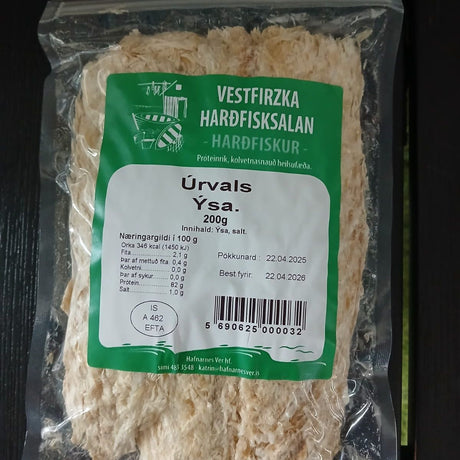 VESTFIRZKA
HARÐFISKSALAN
- HARÐFISKUR -
Próteinrík, kolvetnasnauð heilsufæða.
Úrvals
Ýsa.
200g
Innihald: Ýsa, salt.
Næringargildi í 100 g
Orka 346 kcal (1450 kJ)
Fita 2,1 g
Þar af mettuð fita 0,4 g
Kolvetni 0,0 g
Þar af sykur 0,0 g
Prótein 82 g
Salt 1,0 g
Pökkunard : 22.04.2025
Best fyrir: 22.04.2026
IS
A 462
EFTA
5 690625 000032
Hafnarnes Ver hf.
sími 483 3548 - katrin@hafnarnesver.is